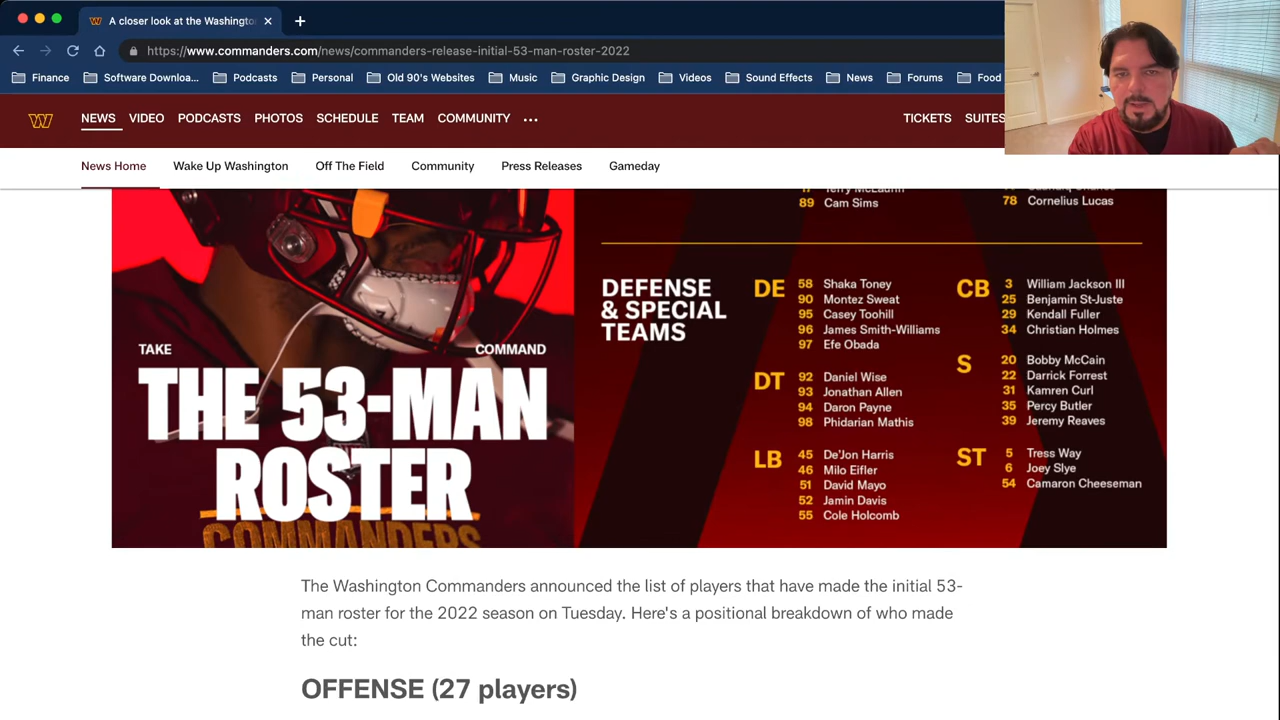 A closer look at the Washingto
https://www.commanders.com/news/commanders-release-initial-53-man-roster-2022
Finance Software Downloa... Podcasts Personal Old 90'S Websites Music Graphic Design Videos Sound Effects News Forums Food
NEWS VIDEO PODCASTS PHOTOS SCHEDULE TEAM COMMUNITY ... TICKETS SUITES
News Home Wake Up Washington Off The Field Community Press Releases Gameday
TAKE COMMAND
THE 53-MAN
ROSTER
COMMANDERS
89 Cam Sims
78 Cornelius Lucas
DEFENSE
& SPECIAL
TEAMS
DE
58 Shaka Toney
90 Montez Sweat
95 Casey Toohill
96 James Smith-Williams
97 Efe Obada
DT
92 Daniel Wise
93 Jonathan Allen
94 Daron Payne
98 Phidarian Mathis
LB
45 De'Jon Harris
46 Milo Eifler
51 David Mayo
52 Jamin Davis
55 Cole Holcomb
CB
3 William Jackson III
25 Benjamin St-Juste
29 Kendall Fuller
34 Christian Holmes
S
20 Bobby McCain
22 Darrick Forrest
31 Kamren Curl
35 Percy Butler
39 Jeremy Reaves
ST
5 Tress Way
6 Joey Slye
54 Camaron Cheeseman
The Washington Commanders announced the list of players that have made the initial 53-
man roster for the 2022 season on Tuesday. Here's a positional breakdown of who made
the cut:
OFFENSE (27 players)